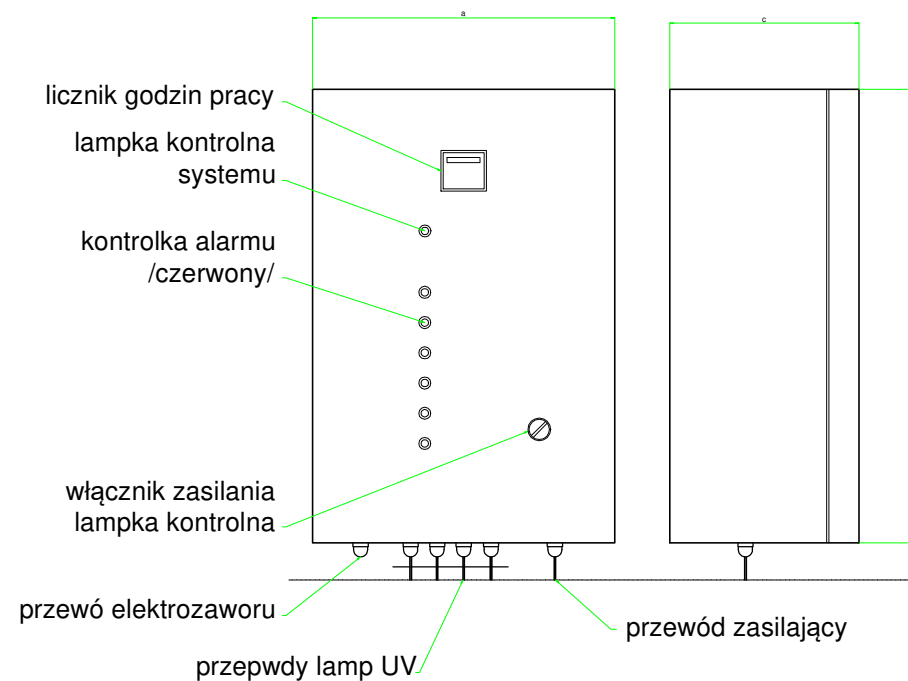 a
c
licznik godzin pracy
lampka kontrolna
systemu
kontrolka alarmu
/czerwony/
włącznik zasilania
lampka kontrolna
przewó elektrozaworu
przewód zasilający
przepwdy lamp UV